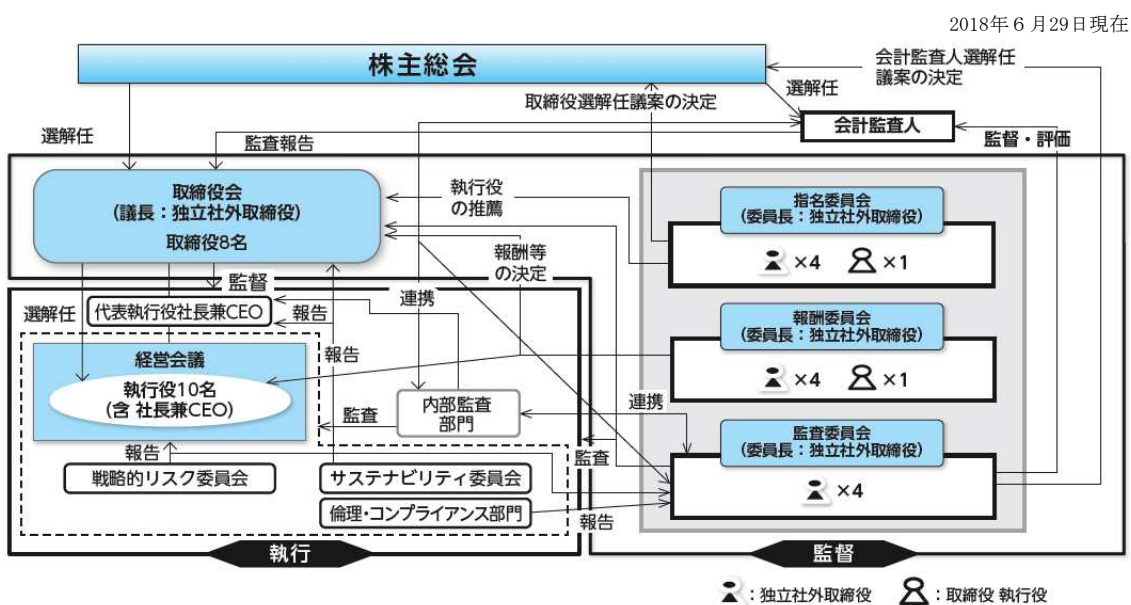 2018年６月29日現在
株主総会
会計監査人選解任
議案の決定
選解任
取締役選解任議案の決定
会計監査人
選解任
監査報告
監督・評価
取締役会
(議長：独立社外取締役)
取締役8名
執行役
の推薦
指名委員会
(委員長：独立社外取締役)
×4 ×1
報酬等
の決定
監督
選解任
代表執行役社長兼CEO
報告
連携
報酬委員会
(委員長：独立社外取締役)
×4 ×1
経営会議
執行役10名
(含 社長兼CEO)
報告
内部監査
部門
監査
連携
監査委員会
(委員長：独立社外取締役)
×4
報告
戦略的リスク委員会
サステナビリティ委員会
監査
倫理・コンプライアンス部門
報告
執行
監督
：独立社外取締役
：取締役 執行役